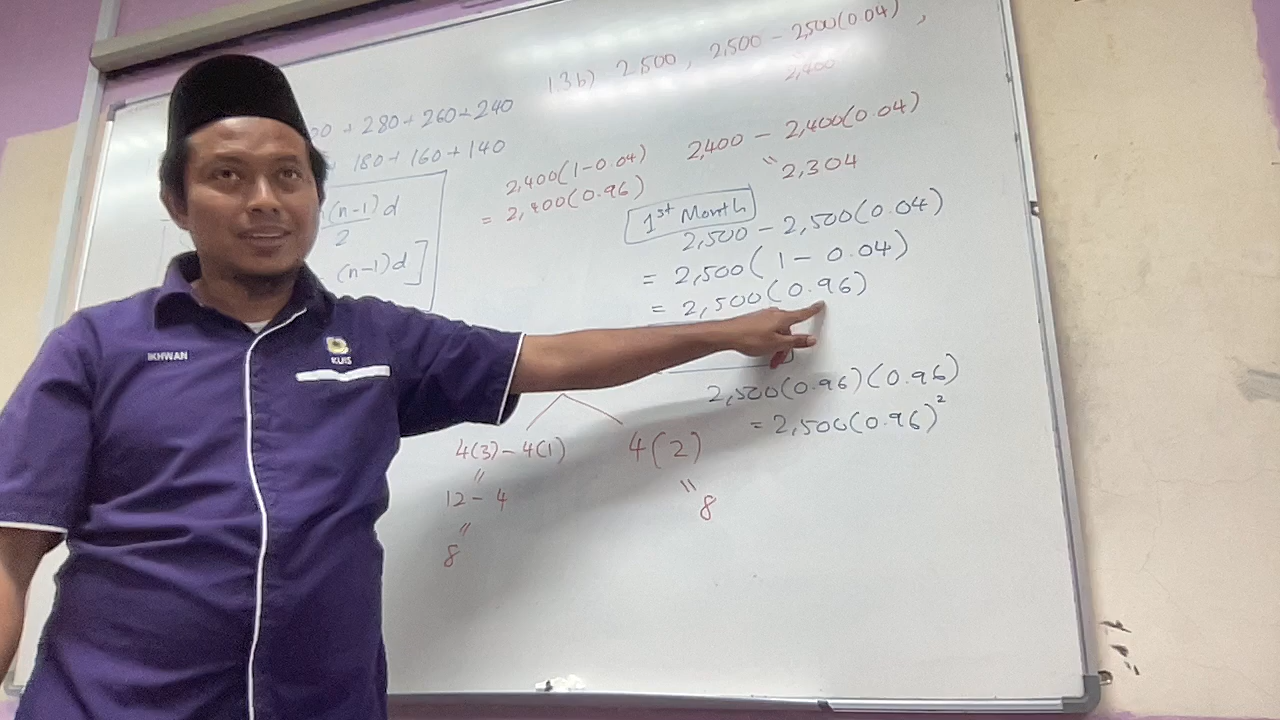 13b) 2,500 , 2,500 - 2,500(0.04) ,
2,400
+ 280 + 260 + 240
180 + 160 + 140
(n-1)d
2
(n-1)d]
2,400(1-0.04)
= 2,400(0.96)
2,400 - 2,400(0.04)
" 2,304
1st Month
2,500 - 2,500(0.04)
= 2,500(1 - 0.04)
= 2,500(0.96)
2,500(0.96)(0.96)
= 2,500(0.96)²
4(3) - 4(1)
"
12 - 4
"
8
4(2)
"
8
IKHWAN
KUIS